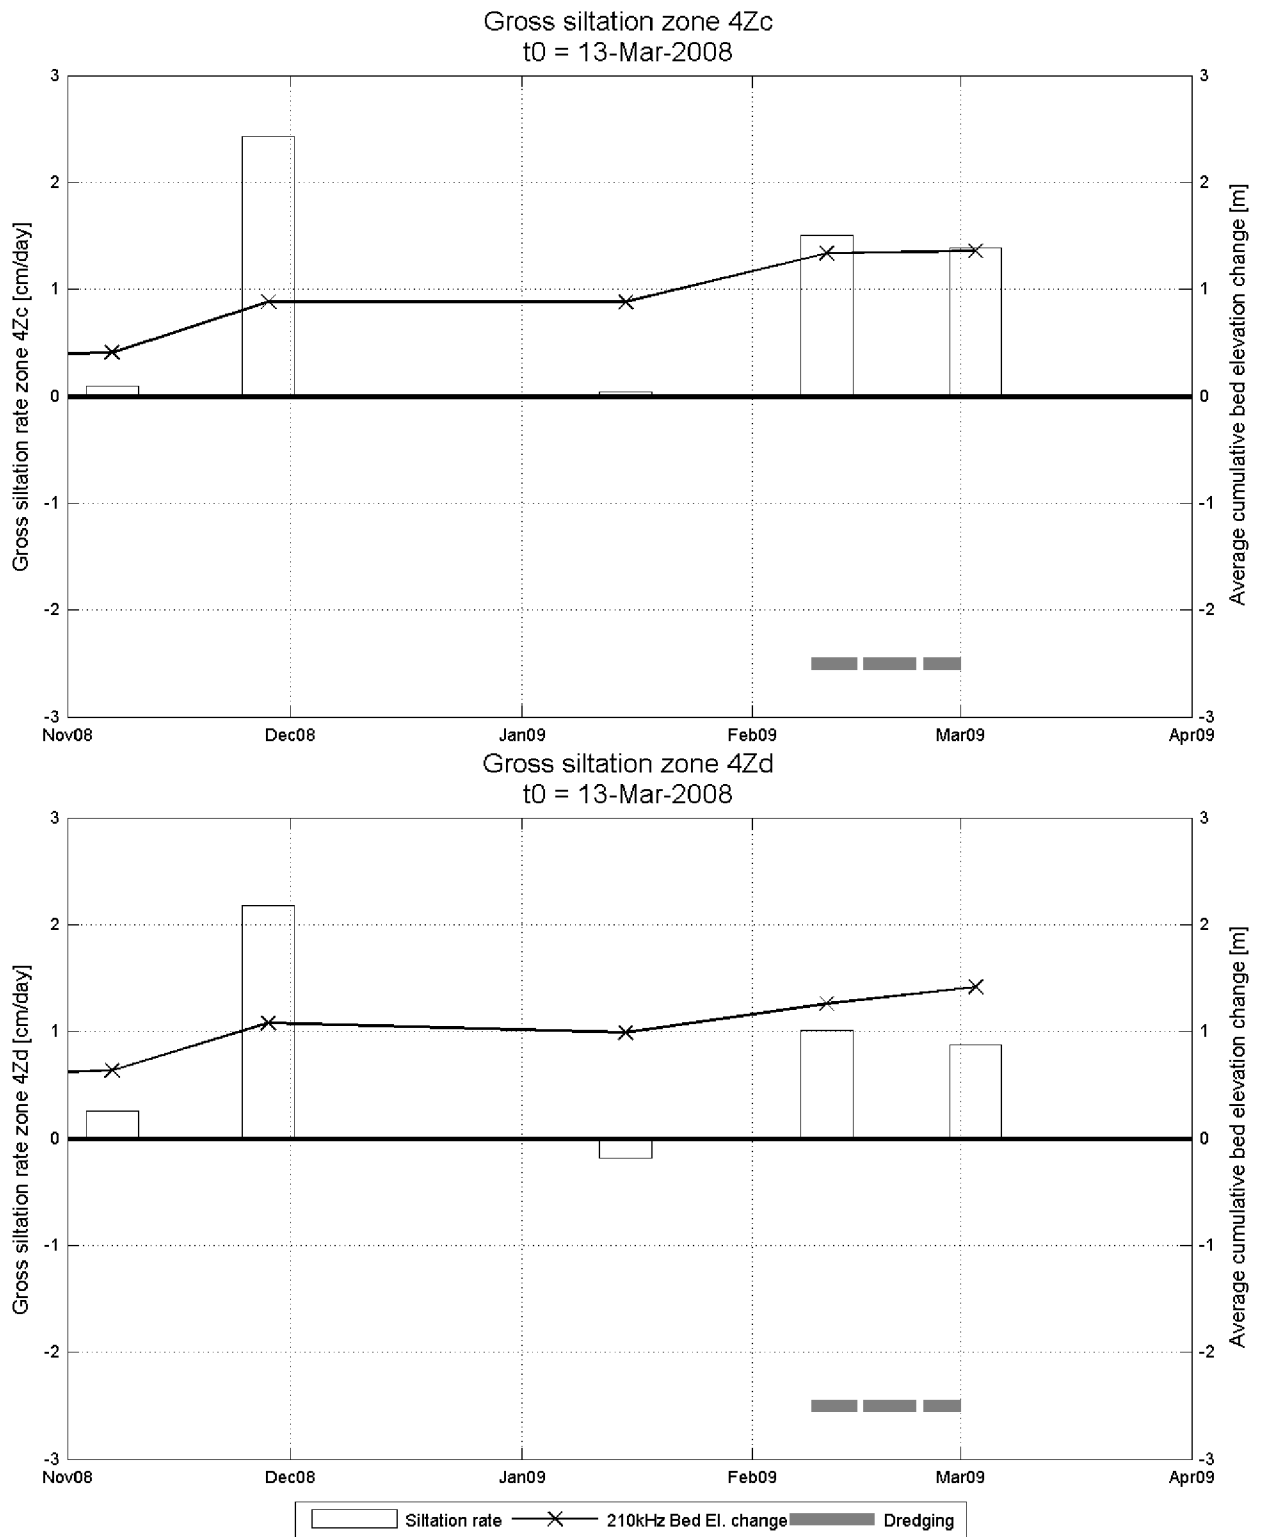 Gross siltation zone 4Zc
t0 = 13-Mar-2008
Gross siltation rate zone 4Zc [cm/day]
3
2
1
0
-1
-2
-3
3
2
1
0
-1
-2
-3
Average cumulative bed elevation change [m]
Nov08 Dec08 Jan09 Feb09 Mar09 Apr09
Gross siltation zone 4Zd
t0 = 13-Mar-2008
Gross siltation rate zone 4Zd [cm/day]
3
2
1
0
-1
-2
-3
3
2
1
0
-1
-2
-3
Average cumulative bed elevation change [m]
Nov08 Dec08 Jan09 Feb09 Mar09 Apr09
Siltation rate 210kHz Bed El. change Dredging